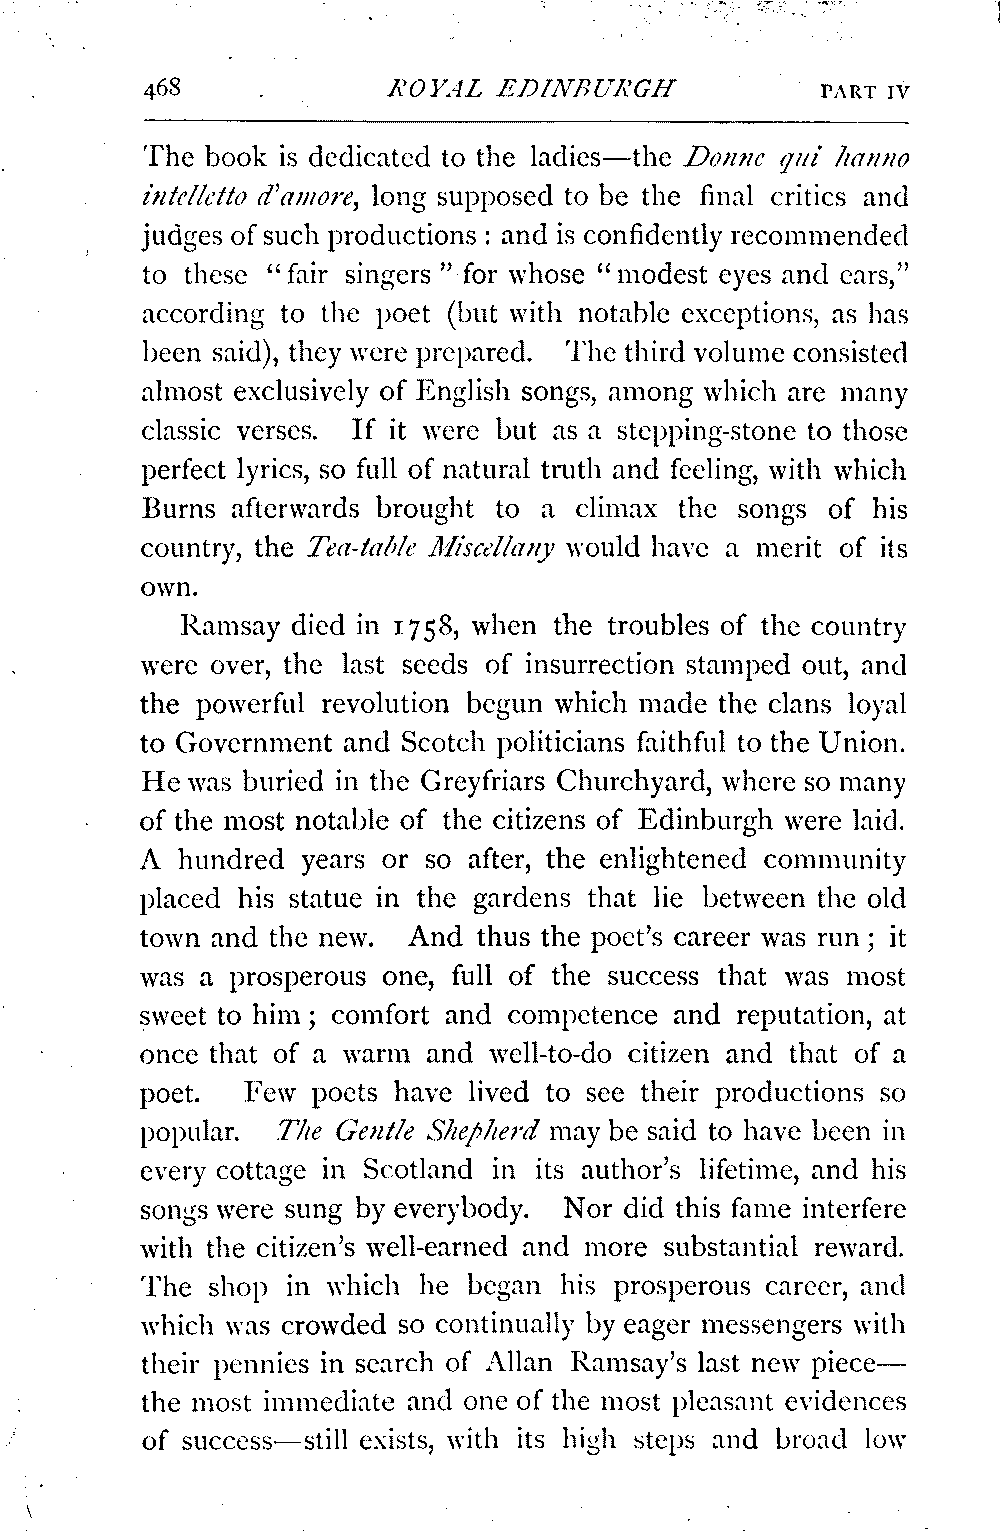 468 ROYAL EDINBURGH PART IV
The book is dedicated to the ladies—the Donne qui hanno
intelletto d'amore, long supposed to be the final critics and
judges of such productions : and is confidently recommended
to these “ fair singers ” for whose “ modest eyes and ears,”
according to the poet (but with notable exceptions, as has
been said), they were prepared. The third volume consisted
almost exclusively of English songs, among which are many
classic verses. If it were but as a stepping-stone to those
perfect lyrics, so full of natural truth and feeling, with which
Burns afterwards brought to a climax the songs of his
country, the Tea-table Miscellany would have a merit of its
own.
Ramsay died in 1758, when the troubles of the country
were over, the last seeds of insurrection stamped out, and
the powerful revolution begun which made the clans loyal
to Government and Scotch politicians faithful to the Union.
He was buried in the Greyfriars Churchyard, where so many
of the most notable of the citizens of Edinburgh were laid.
A hundred years or so after, the enlightened community
placed his statue in the gardens that lie between the old
town and the new. And thus the poet's career was run ; it
was a prosperous one, full of the success that was most
sweet to him ; comfort and competence and reputation, at
once that of a warm and well-to-do citizen and that of a
poet. Few poets have lived to see their productions so
popular. The Gentle Shepherd may be said to have been in
every cottage in Scotland in its author's lifetime, and his
songs were sung by everybody. Nor did this fame interfere
with the citizen's well-earned and more substantial reward.
The shop in which he began his prosperous career, and
which was crowded so continually by eager messengers with
their pennies in search of Allan Ramsay's last new piece—
the most immediate and one of the most pleasant evidences
of success—still exists, with its high steps and broad low